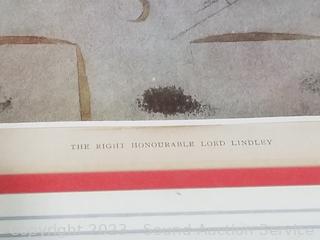 THE RIGHT HONOURABLE LORD LINDLEY
Copyright 2023 - Sound Auction Service